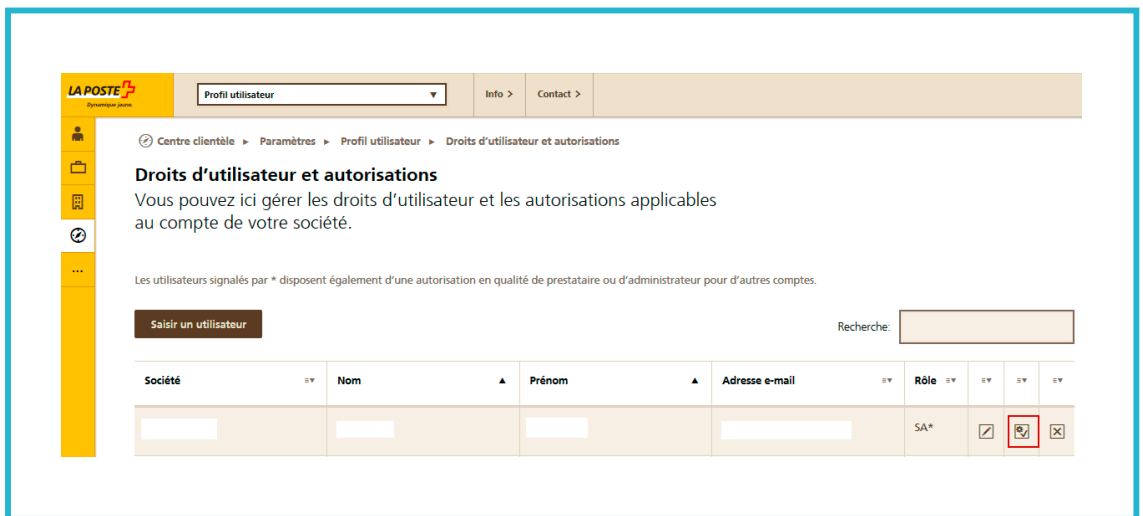 LA POSTE
Dynamique jaune.
Profil utilisateur
Info >
Contact >
Centre clientèle ▸ Paramètres ▸ Profil utilisateur ▸ Droits d'utilisateur et autorisations
Droits d'utilisateur et autorisations
Vous pouvez ici gérer les droits d'utilisateur et les autorisations applicables
au compte de votre société.
...
Les utilisateurs signalés par * disposent également d'une autorisation en qualité de prestataire ou d'administrateur pour d'autres comptes.
Saisir un utilisateur
Recherche:
Société Nom Prénom Adresse e-mail Rôle
SA*